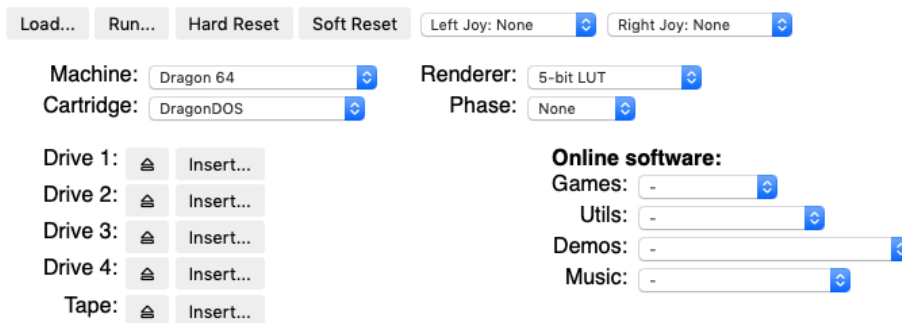 Load... Run... Hard Reset Soft Reset Left Joy: None Right Joy: None
Machine: Dragon 64 Renderer: 5-bit LUT
Cartridge: DragonDOS Phase: None
Drive 1: Insert... Online software:
Drive 2: Insert... Games: -
Drive 3: Insert... Utils: -
Drive 4: Insert... Demos: -
Tape: Insert... Music: -